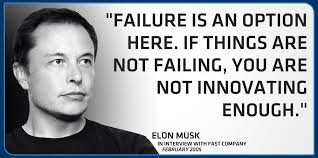 "FAILURE IS AN OPTION
HERE. IF THINGS ARE
NOT FAILING, YOU ARE
NOT INNOVATING
ENOUGH."
ELON MUSK
IN INTERVIEW WITH FAST COMPANY
FEBRUARY 2005